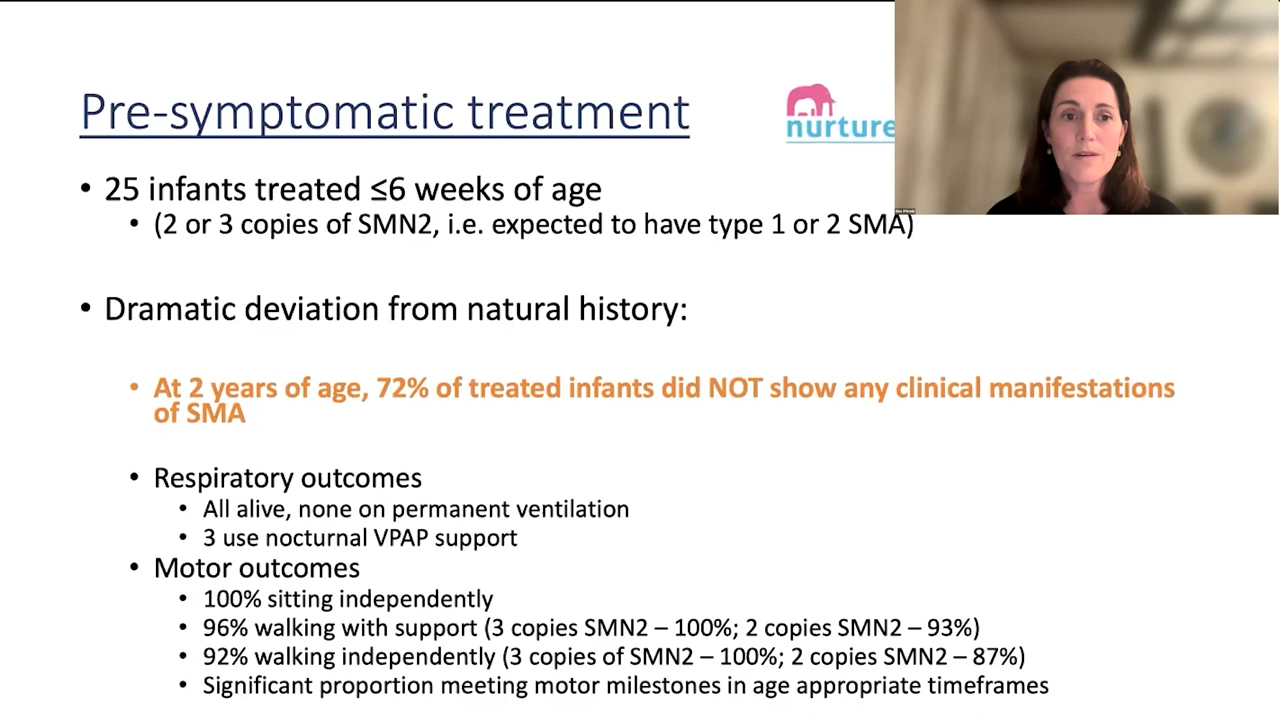 Pre-symptomatic treatment
nurture
• 25 infants treated ≤6 weeks of age
• (2 or 3 copies of SMN2, i.e. expected to have type 1 or 2 SMA)
• Dramatic deviation from natural history:
• At 2 years of age, 72% of treated infants did NOT show any clinical manifestations
of SMA
• Respiratory outcomes
• All alive, none on permanent ventilation
• 3 use nocturnal VPAP support
• Motor outcomes
• 100% sitting independently
• 96% walking with support (3 copies SMN2 – 100%; 2 copies SMN2 – 93%)
• 92% walking independently (3 copies of SMN2 – 100%; 2 copies SMN2 – 87%)
• Significant proportion meeting motor milestones in age appropriate timeframes